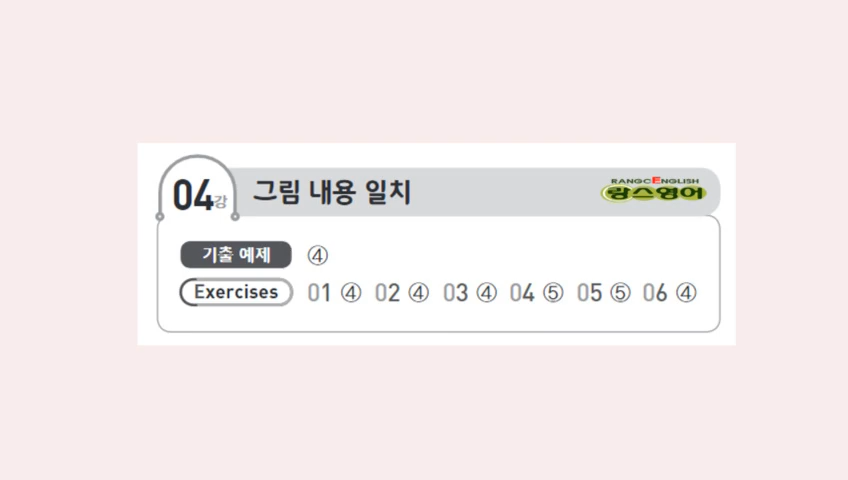 04강 그림 내용 일치
RANGCENGLISH
랑스영어
기출 예제 ④
Exercises 01 ④ 02 ④ 03 ④ 04 ⑤ 05 ⑤ 06 ④